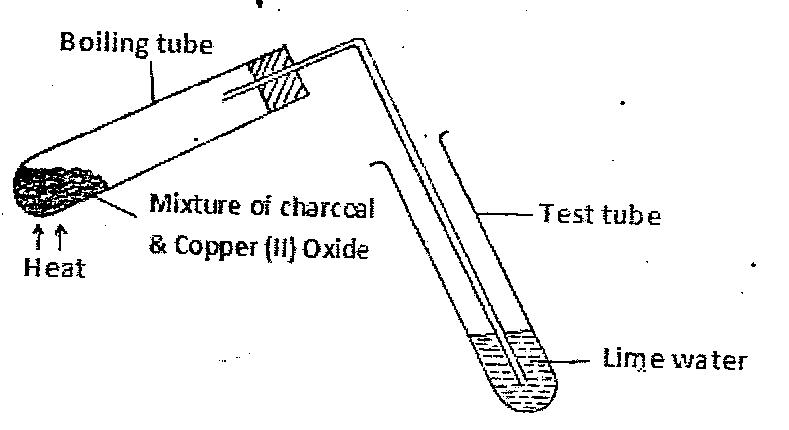 Boiling tube
Mixture of charcoal
& Copper (II) Oxide
Heat
Test tube
Lime water